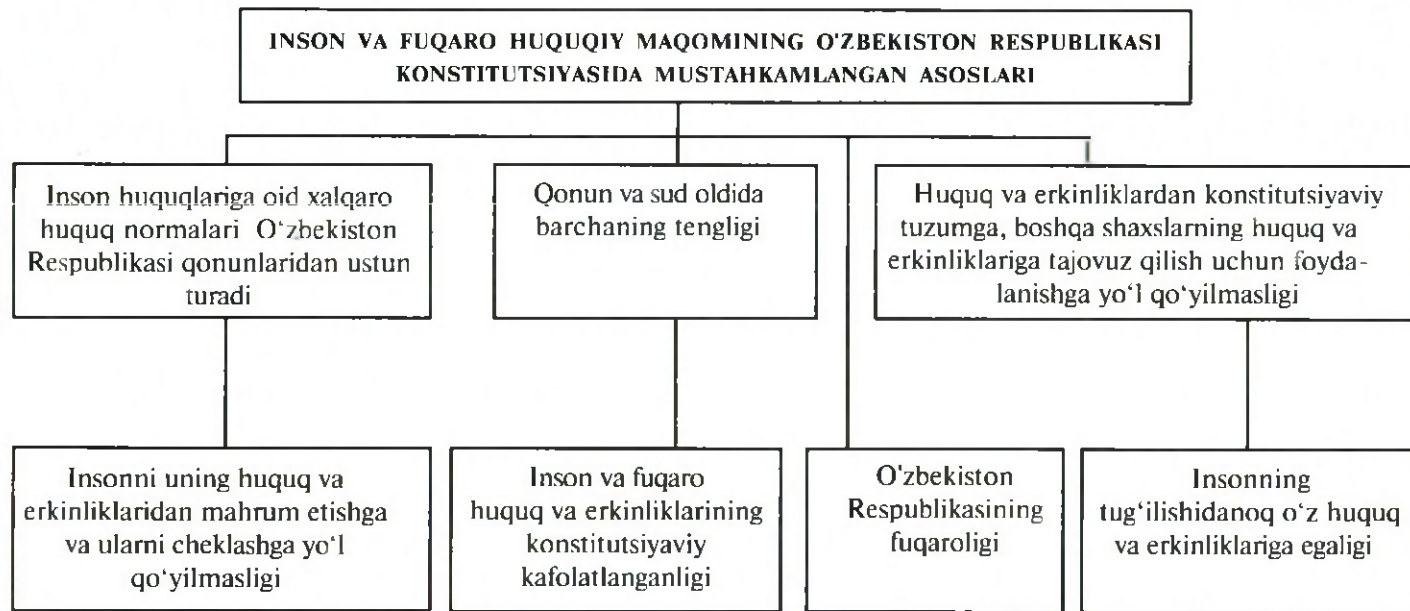 INSON VA FUQARO HUQUQIY MAQOMINING O'ZBEKISTON RESPUBLIKASI
KONSTITUTSIYASIDA MUSTAHKAMLANGAN ASOSLARI
Inson huquqlariga oid xalqaro
huquq normalari O‘zbekiston
Respublikasi qonunlaridan ustun
turadi
Qonun va sud oldida
barchaning tengligi
Huquq va erkinliklardan konstitutsiyaviy
tuzumga, boshqa shaxslarning huquq va
erkinliklariga tajovuz qilish uchun foyda-
lanishga yo‘l qo‘yilmasligi
Insonni uning huquq va
erkinliklaridan mahrum etishga
va ularni cheklashga yo‘l
qo‘yilmasligi
Inson va fuqaro
huquq va erkinliklarining
konstitutsiyaviy
kafolatlanganligi
O'zbekiston
Respublikasining
fuqaroligi
Insonning
tug‘ilishidanoq o‘z huquq
va erkinliklariga egaligi